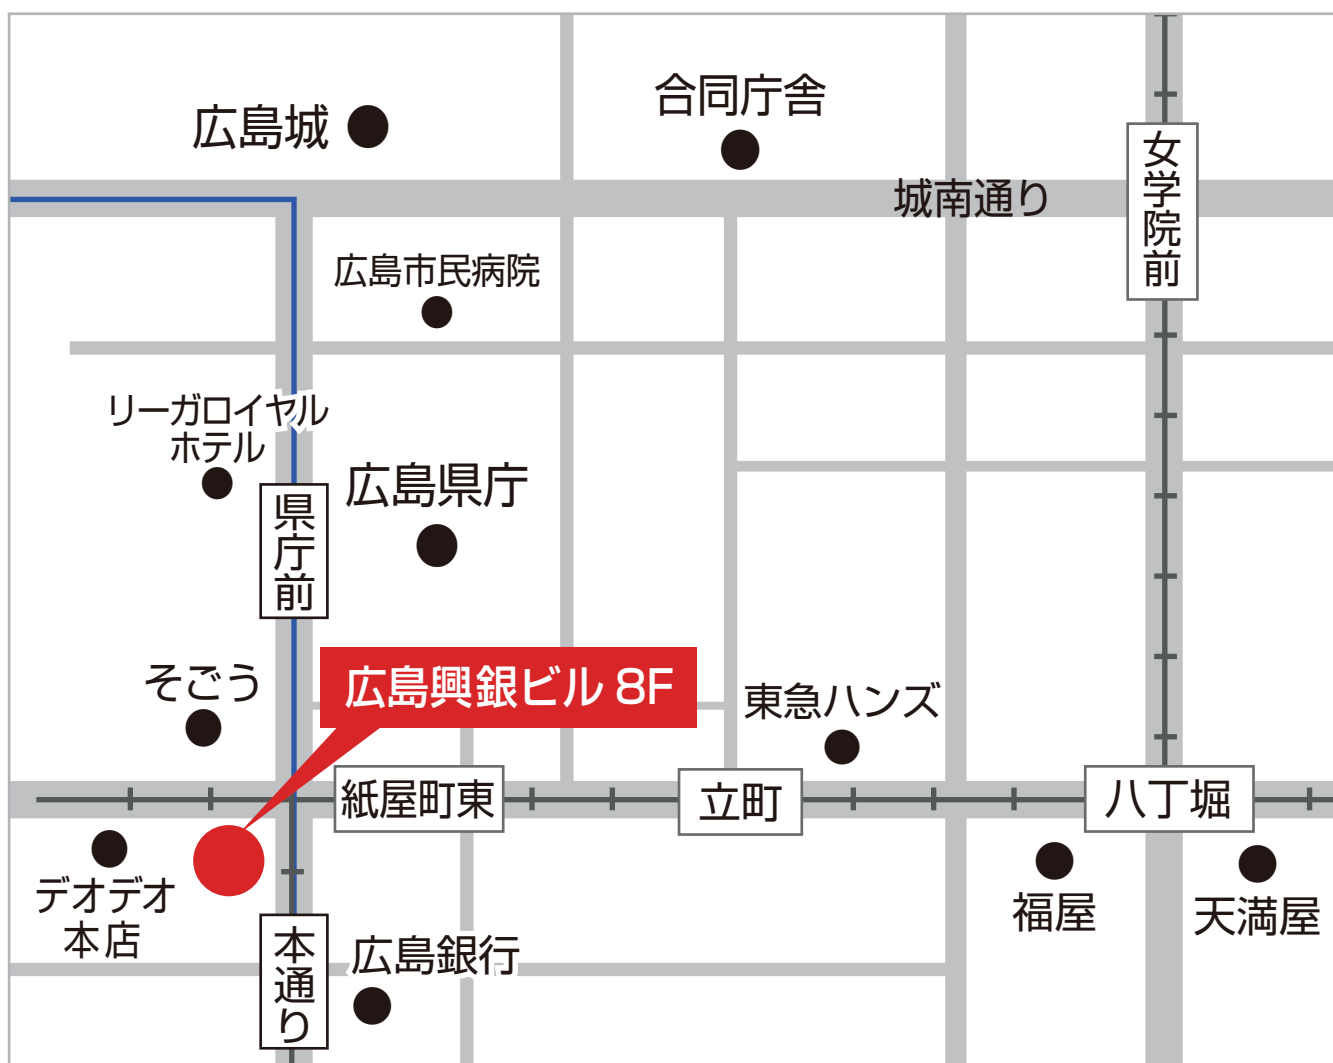 広島城
合同庁舎
城南通り
女学院前
広島市民病院
リーガロイヤル
ホテル
広島県庁
県庁前
そごう
広島興銀ビル 8F
東急ハンズ
紙屋町東
立町
八丁堀
デオデオ
本店
福屋
天満屋
本通り
広島銀行